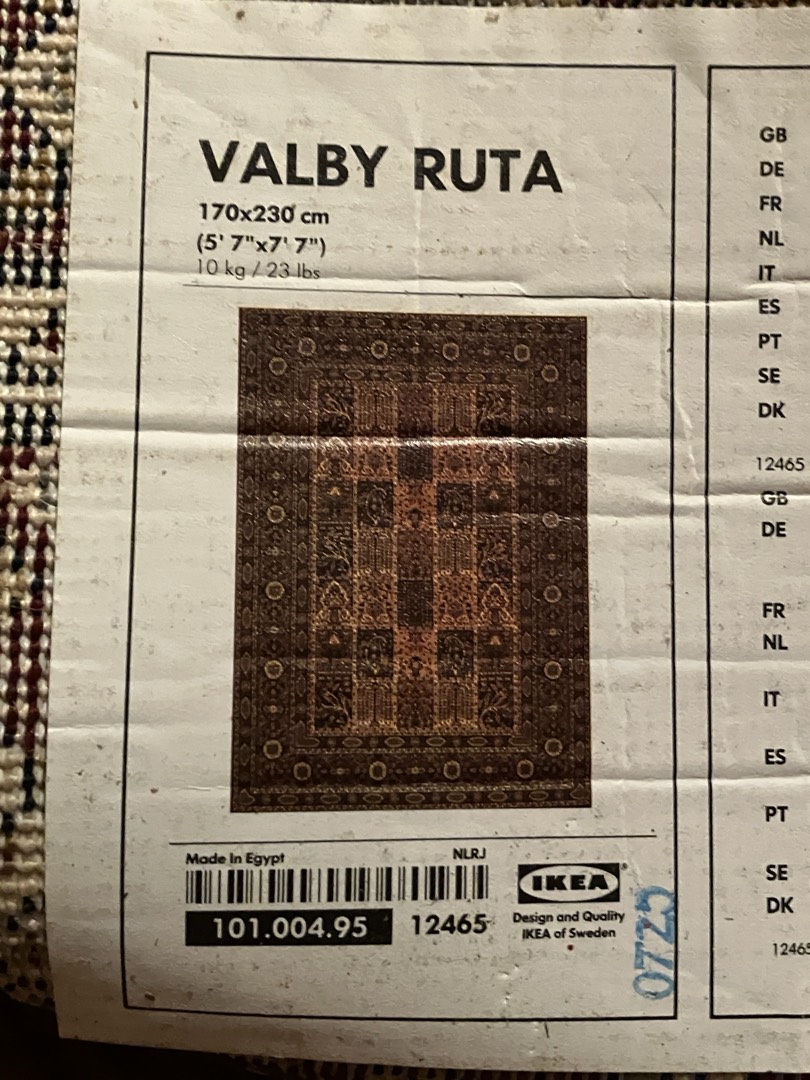 VALBY RUTA
170x230 cm
(5' 7"x7' 7")
10 kg / 23 lbs
Made In Egypt
NLRJ
101.004.95
12465
IKEA
®
Design and Quality
IKEA of Sweden
0725
GB
DE
FR
NL
IT
ES
PT
SE
DK
12465
GB
DE
FR
NL
IT
ES
PT
SE
DK
12465